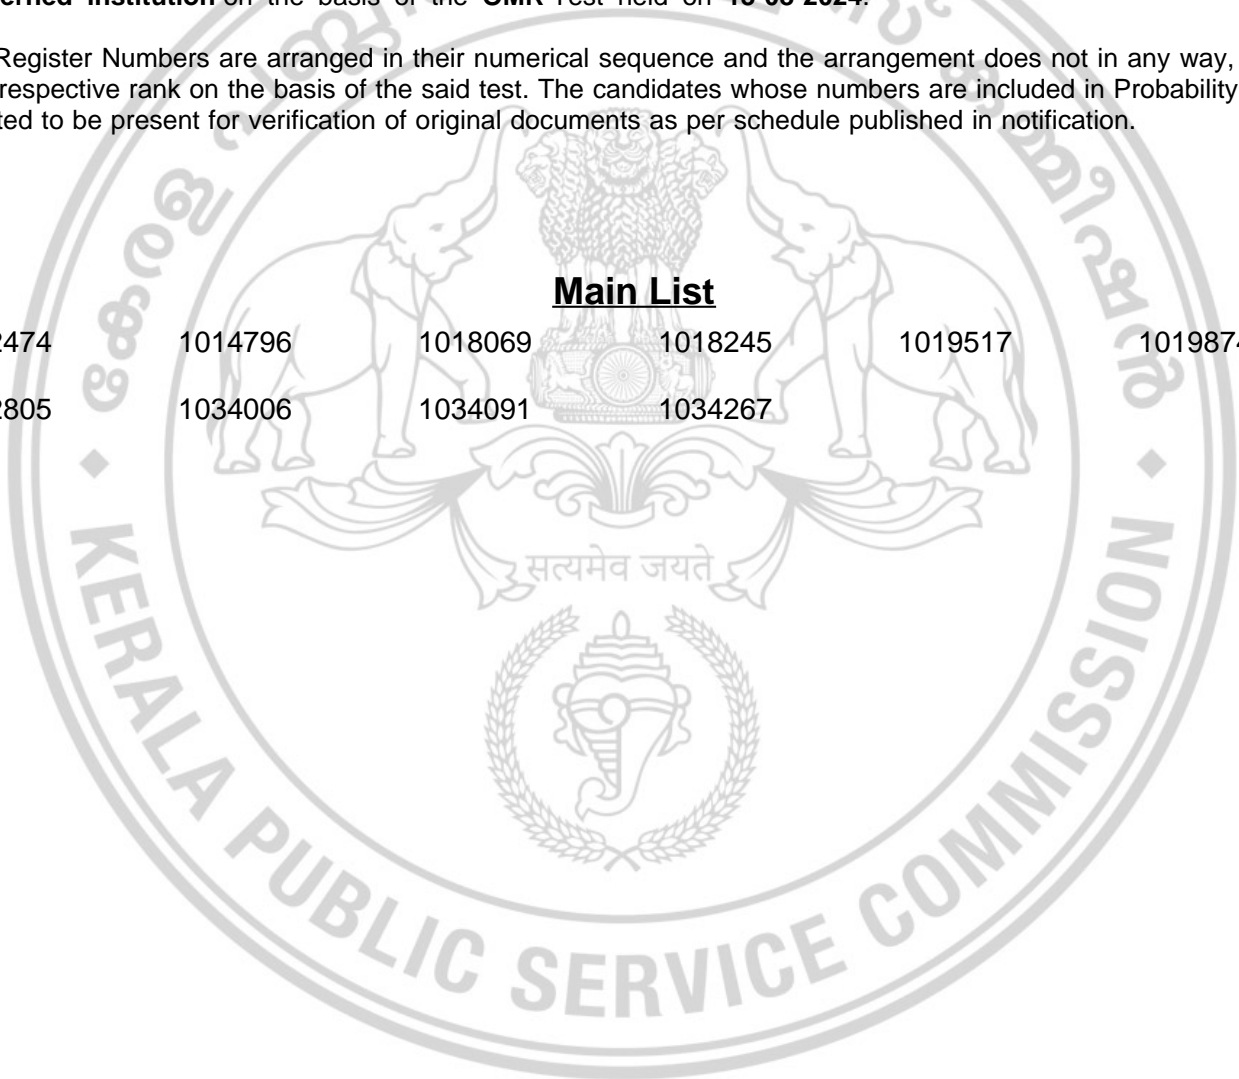 on the basis of the OMR Test held on
Register Numbers are arranged in their numerical sequence and the arrangement does not in any way,
respective rank on the basis of the said test. The candidates whose numbers are included in Probability
ted to be present for verification of original documents as per schedule published in notification.
Main List
2474 1014796 1018069 1018245 1019517 1019874
2805 1034006 1034091 1034267
सत्यमेव जयते
KERALA PUBLIC SERVICE COMMISSION